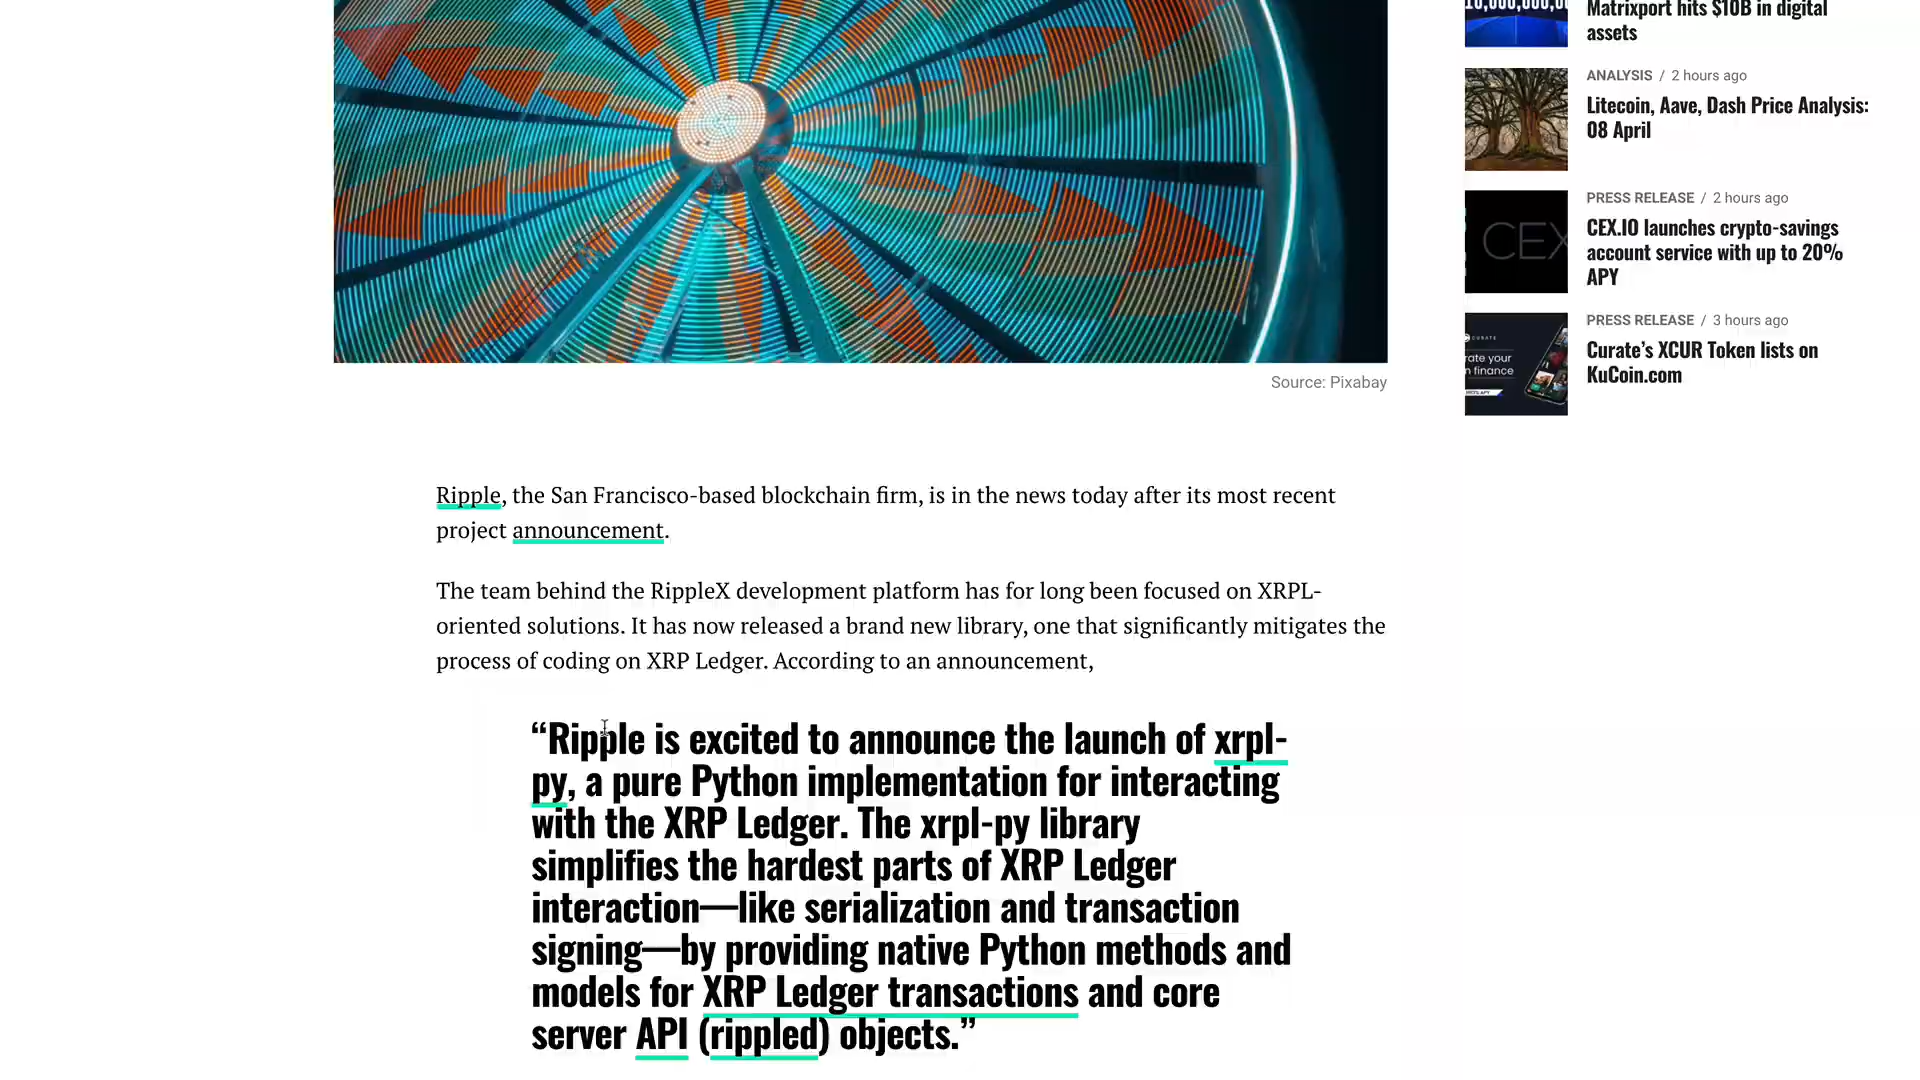 Matrixport hits $10B in digital
assets
ANALYSIS / 2 hours ago
Litecoin, Aave, Dash Price Analysis:
08 April
PRESS RELEASE / 2 hours ago
CEX
CEX.IO launches crypto-savings
account service with up to 20%
APY
PRESS RELEASE / 3 hours ago
CURATE
rate your
n finance
Curate’s XCUR Token lists on
KuCoin.com
Source: Pixabay
Ripple, the San Francisco-based blockchain firm, is in the news today after its most recent
project announcement.
The team behind the RippleX development platform has for long been focused on XRPL-
oriented solutions. It has now released a brand new library, one that significantly mitigates the
process of coding on XRP Ledger. According to an announcement,
“Ripple is excited to announce the launch of xrpl-
py, a pure Python implementation for interacting
with the XRP Ledger. The xrpl-py library
simplifies the hardest parts of XRP Ledger
interaction—like serialization and transaction
signing—by providing native Python methods and
models for XRP Ledger transactions and core
server API (rippled) objects.”